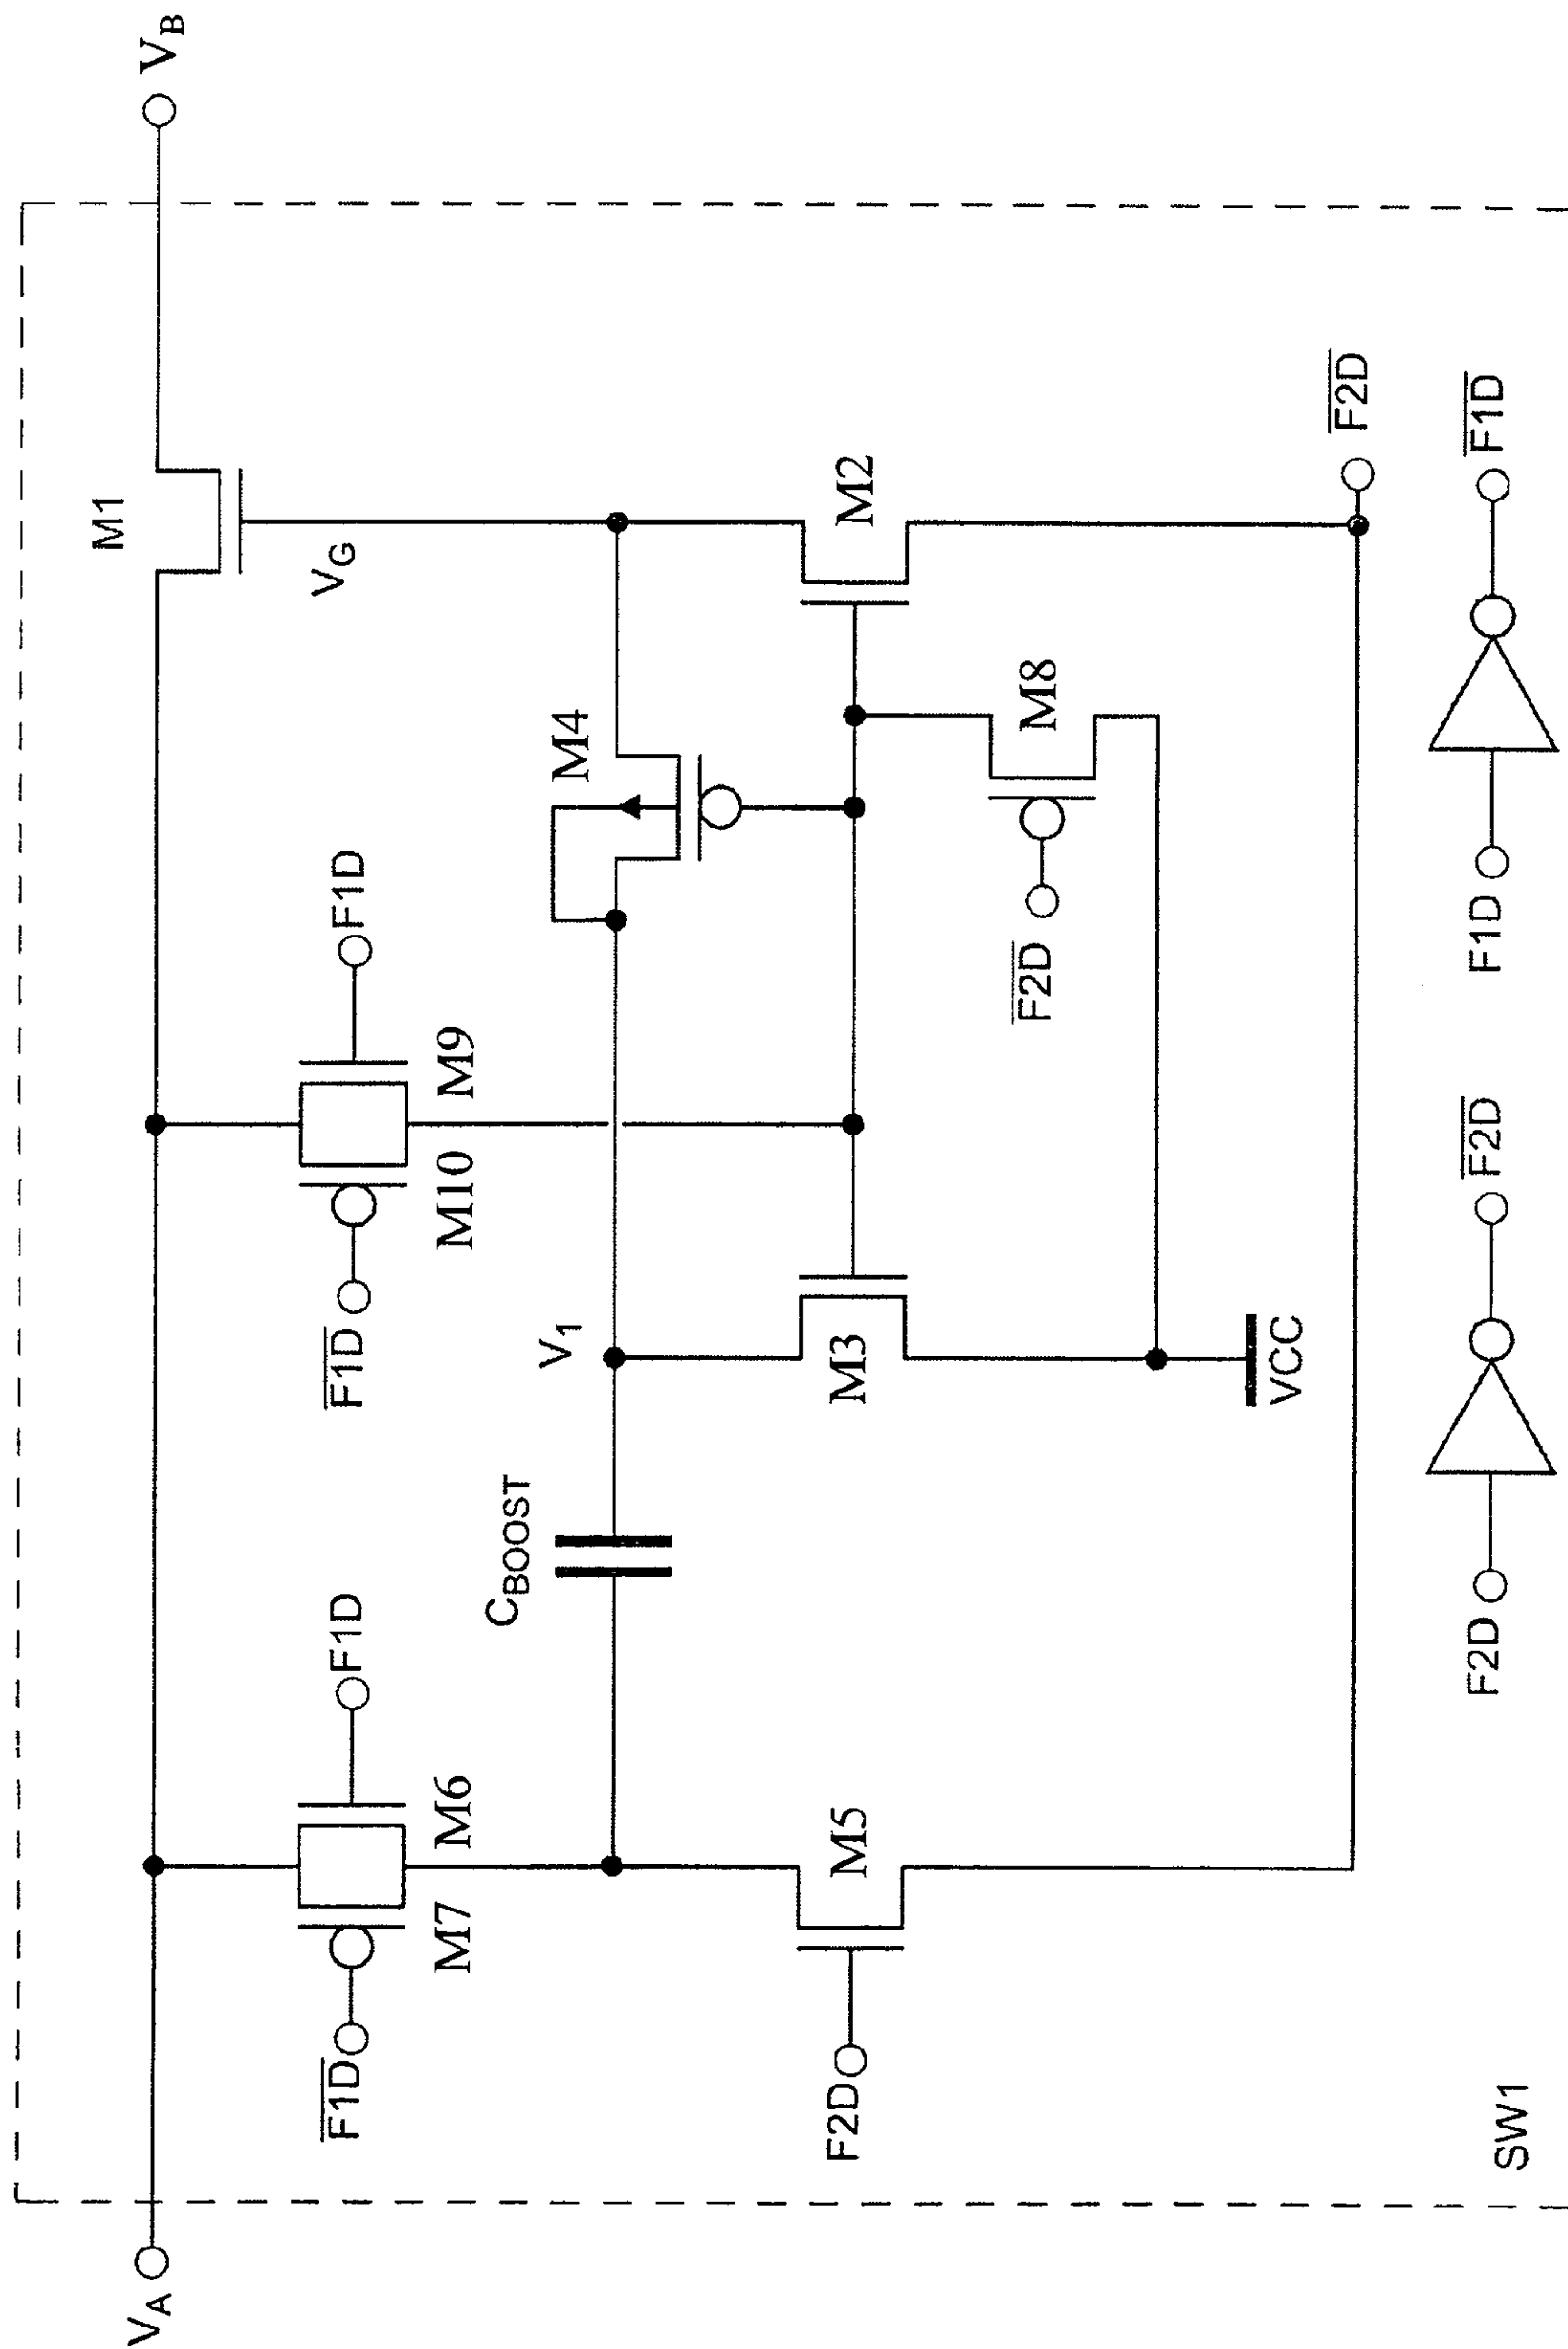 M1
V_A
V_B
F1D̅
F1D
M7
M6
F1D̅
F1D
M10
M9
V_G
C_BOOST
V_1
M4
F2D
M5
M3
M2
F2D̅
M8
VCC
F2D̅
SW1
F2D
F2D̅
F1D
F1D̅